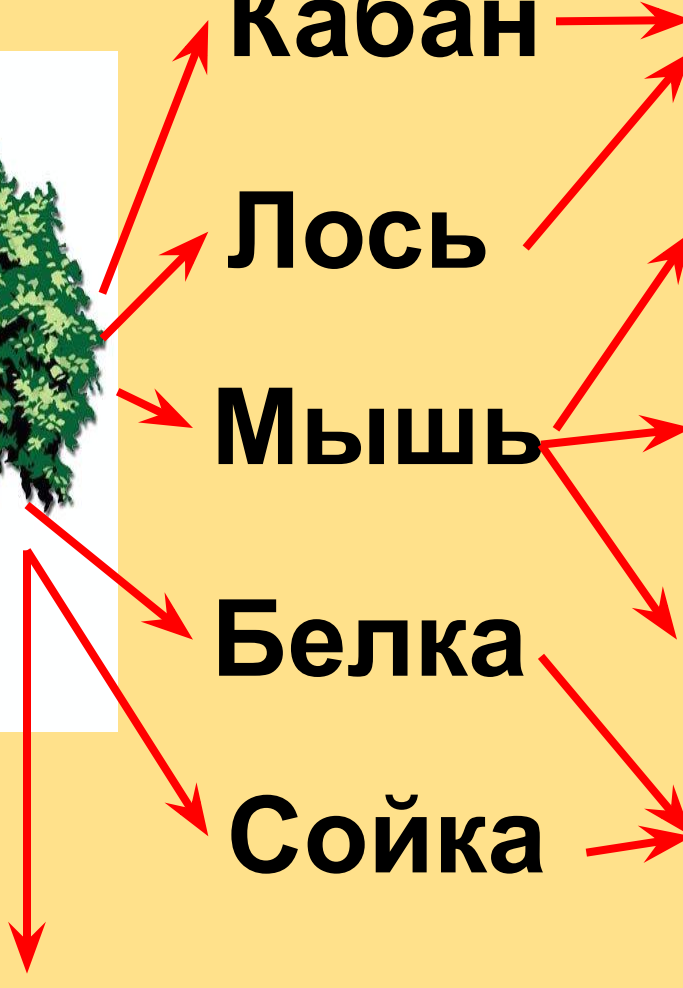 Кабан
Лось
Мышь
Белка
Сойка